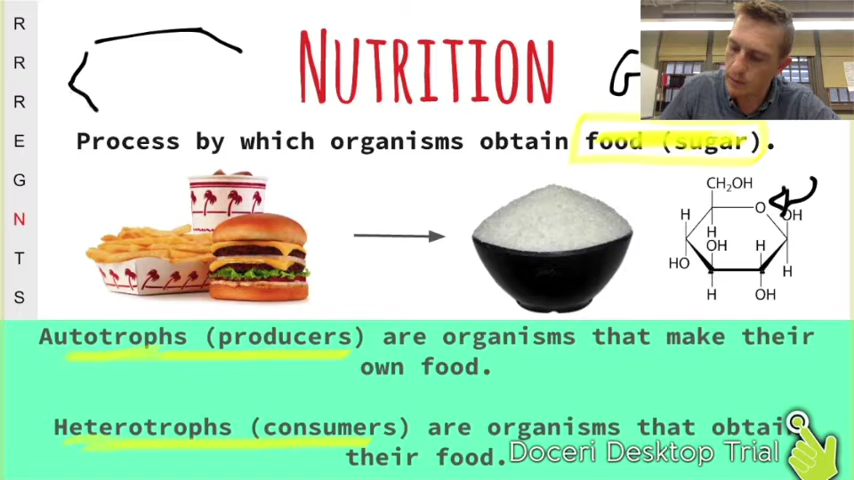 R
R
R
E
G
N
T
S
NUTRITION
G
Process by which organisms obtain food (sugar).
CH₂OH
O
H
OH
H
OH
H
HO
H
H
OH
Autotrophs (producers) are organisms that make their
own food.
Heterotrophs (consumers) are organisms that obtai
their food.
Doceri Desktop Trial